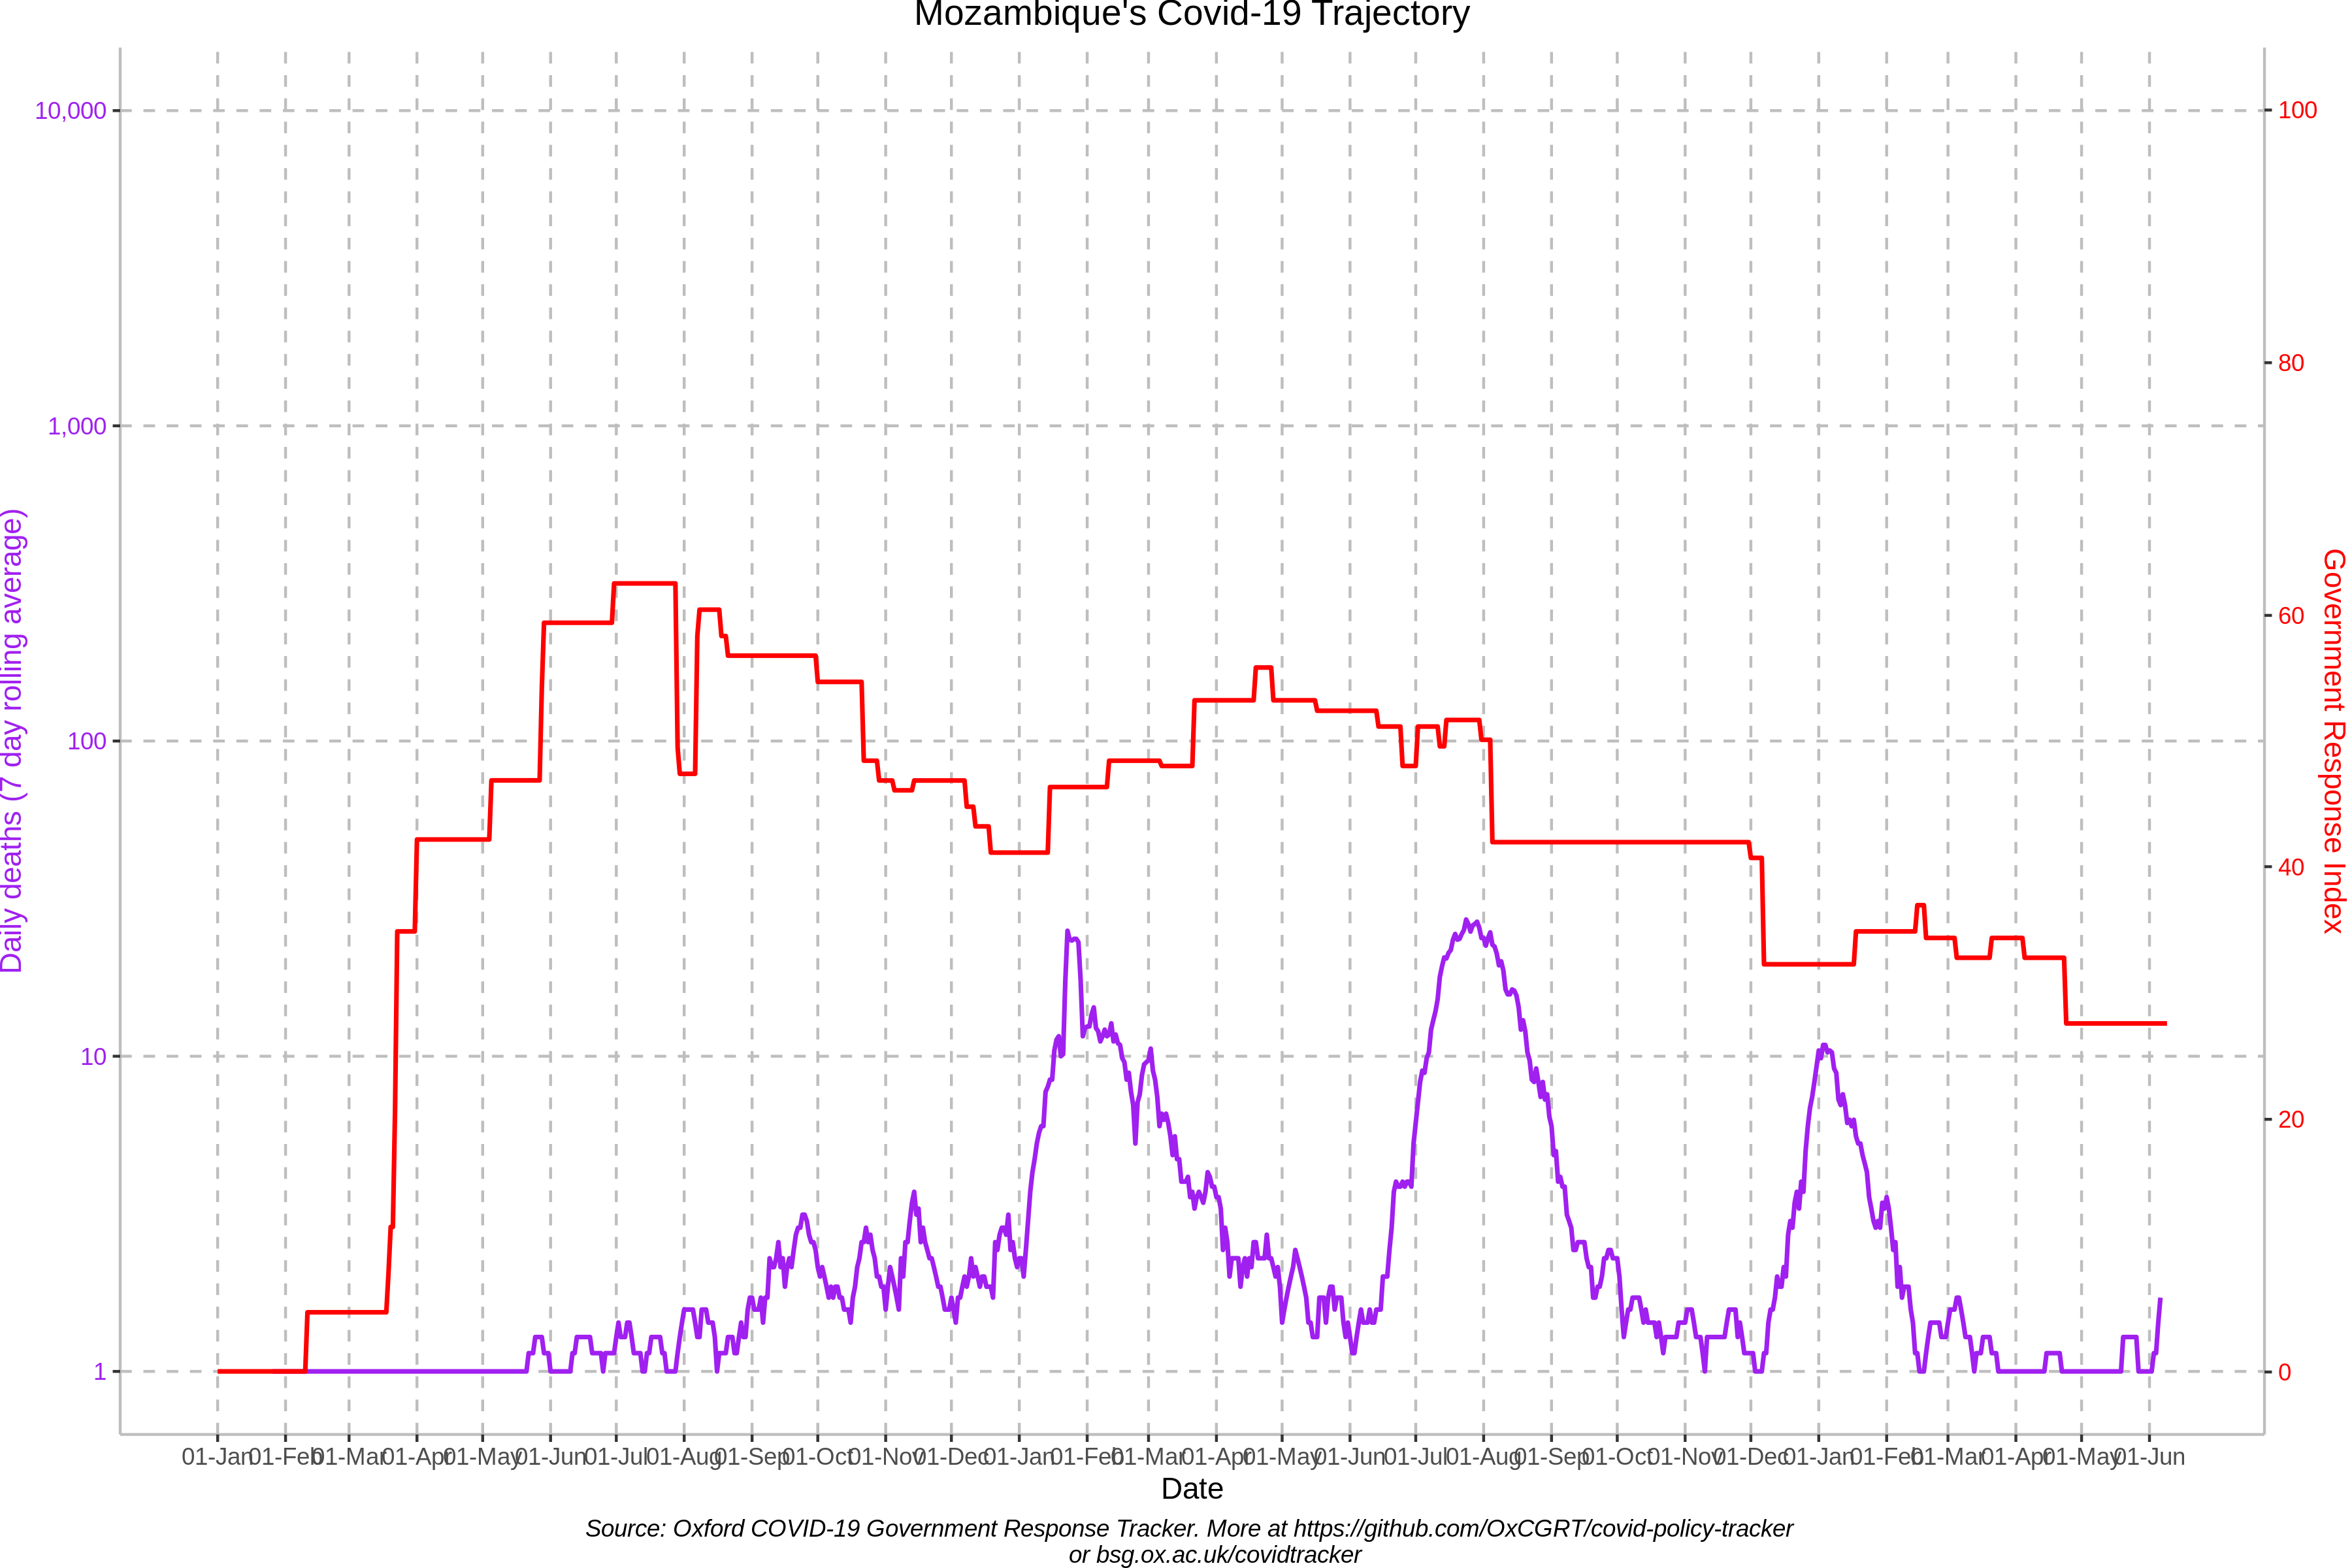 Mozambique's Covid-19 Trajectory
10,000
1,000
100
10
1
Daily deaths (7 day rolling average)
100
80
60
40
20
0
Government Response Index
01-Jan 01-Feb 01-Mar 01-Apr 01-May 01-Jun 01-Jul 01-Aug 01-Sep 01-Oct 01-Nov 01-Dec 01-Jan 01-Feb 01-Mar 01-Apr 01-May 01-Jun 01-Jul 01-Aug 01-Sep 01-Oct 01-Nov 01-Dec 01-Jan 01-Feb 01-Mar 01-Apr 01-May 01-Jun
Date
Source: Oxford COVID-19 Government Response Tracker. More at https://github.com/OxCGRT/covid-policy-tracker
or bsg.ox.ac.uk/covidtracker